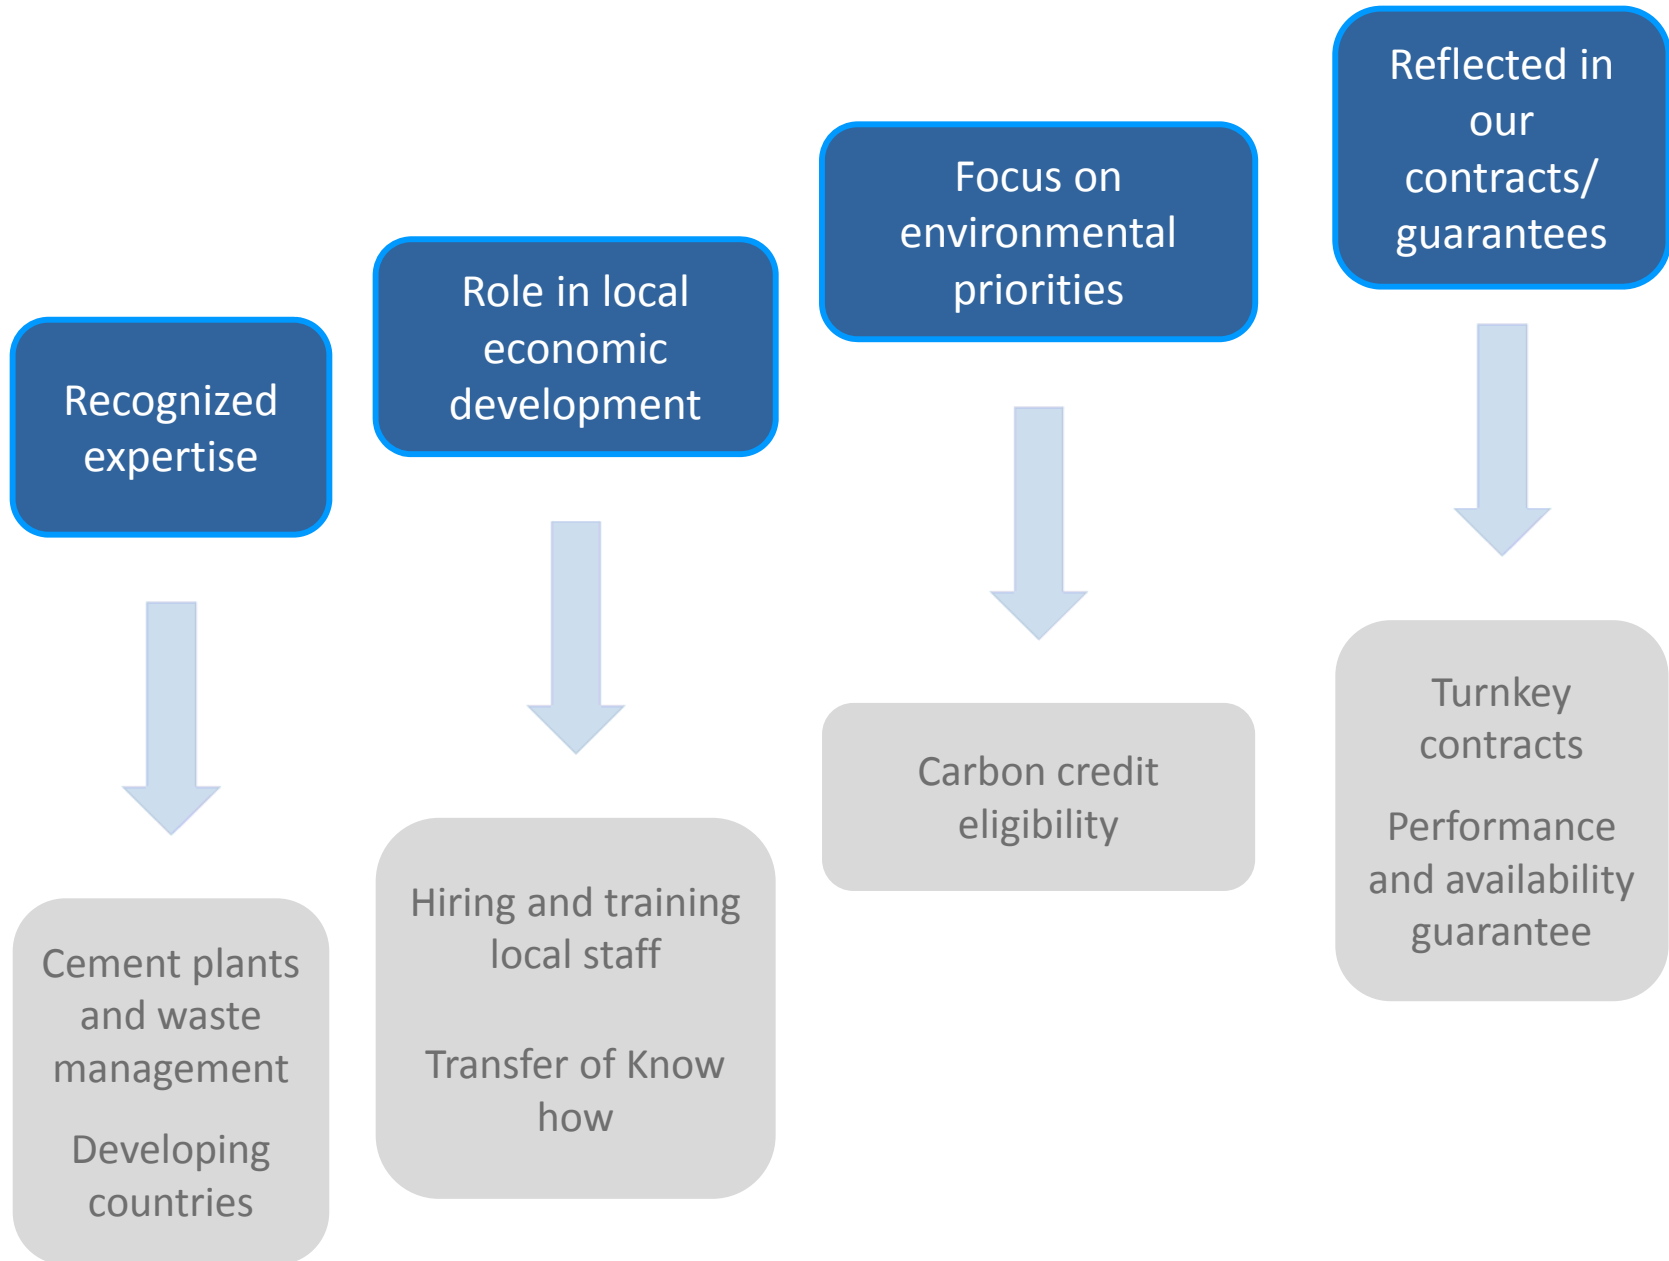 Recognized
expertise
Cement plants
and waste
management
Developing
countries
Role in local
economic
development
Hiring and training
local staff
Transfer of Know
how
Focus on
environmental
priorities
Carbon credit
eligibility
Reflected in
our
contracts/
guarantees
Turnkey
contracts
Performance
and availability
guarantee